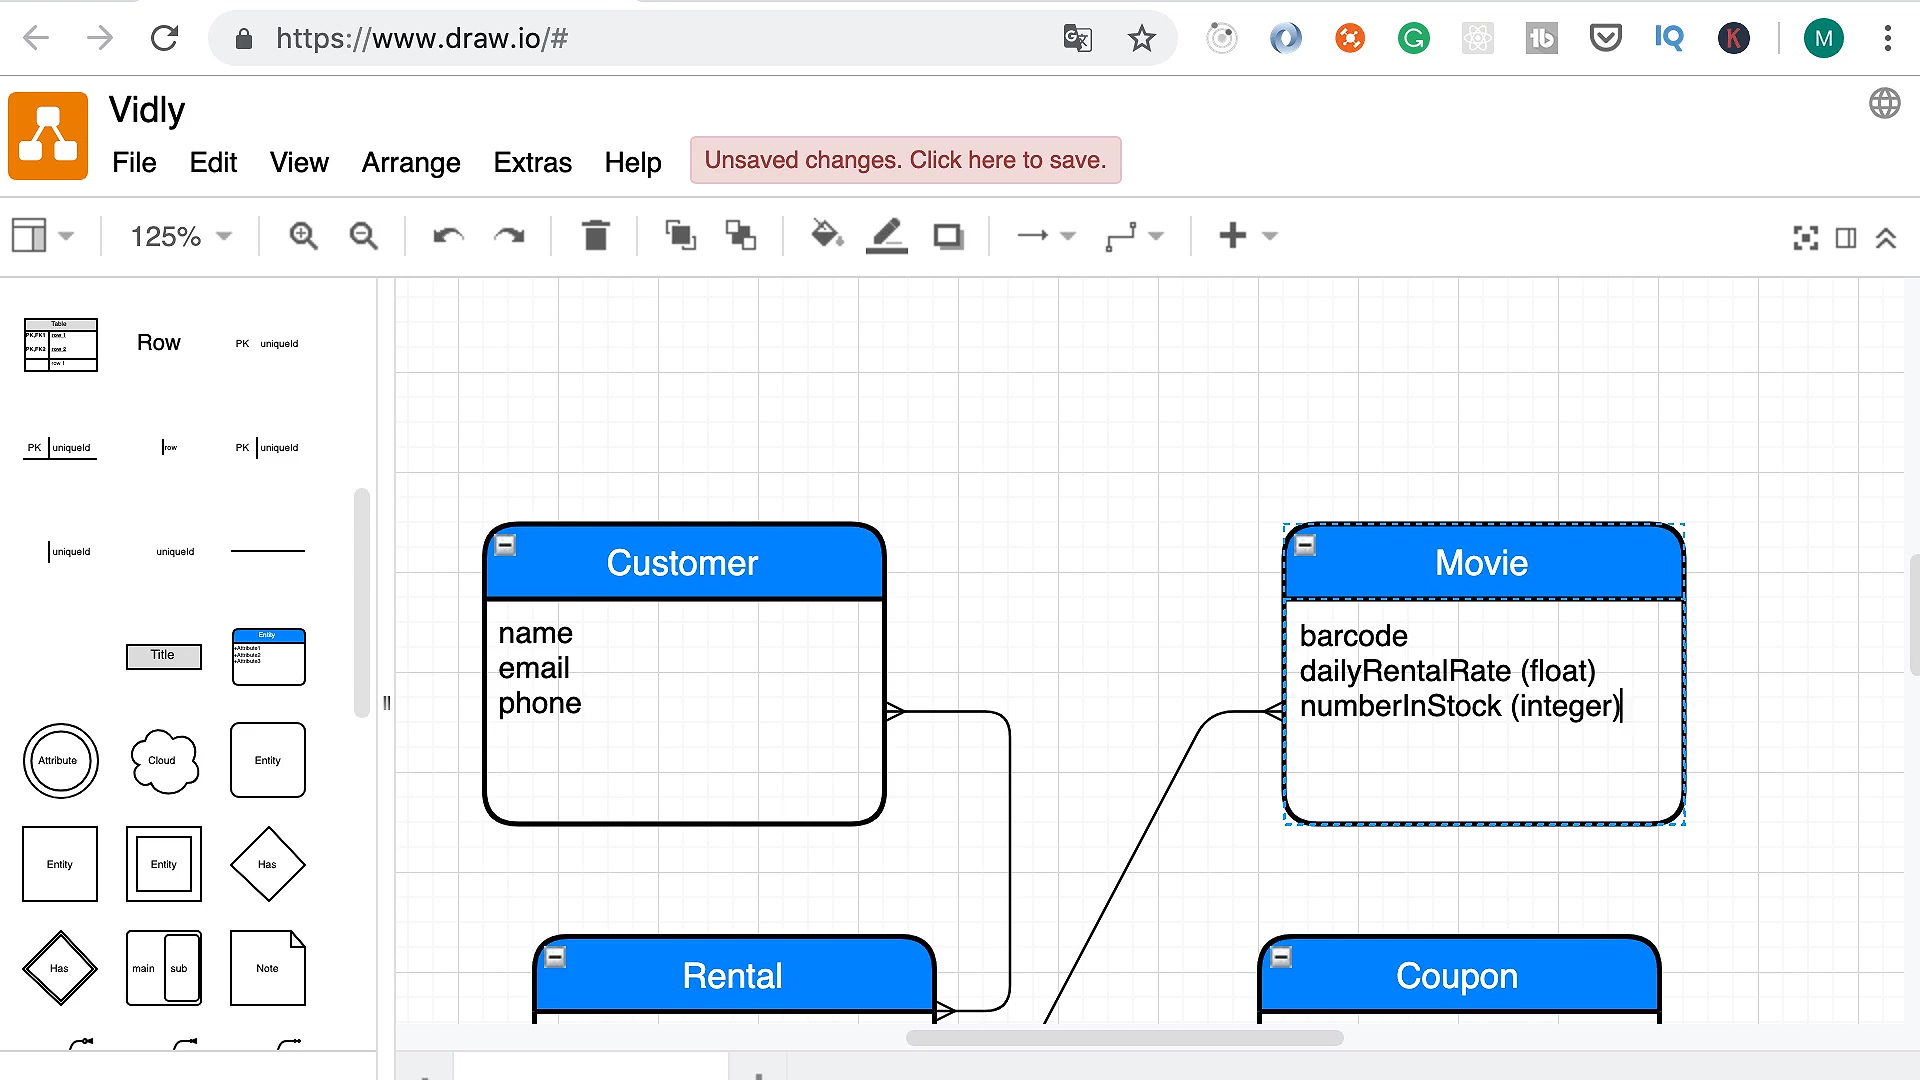 https://www.draw.io/#
G
IQ
K
M
Vidly
File Edit View Arrange Extras Help
Unsaved changes. Click here to save.
125%
Table
PK,FK1 row 1
PK,FK2 row 2
row 1
Row
PK uniqueId
PK uniqueId
row
PK uniqueId
uniqueId
uniqueId
Title
Entity
+Attribute1
+Attribute2
+Attribute3
Attribute
Cloud
Entity
Entity
Entity
Has
Has
main sub
Note
Customer
name
email
phone
Movie
barcode
dailyRentalRate (float)
numberInStock (integer)
Rental
Coupon